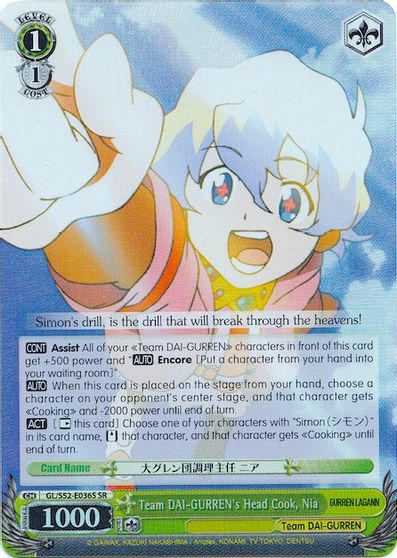 LEVEL
1
1
COST
Simon's drill, is the drill that will break through the heavens!
CONT Assist All of your «Team DAI-GURREN» characters in front of this card
get +500 power and "AUTO Encore [Put a character from your hand into
your waiting room]"
AUTO When this card is placed on the stage from your hand, choose a
character on your opponent's center stage, and that character gets
«Cooking» and -2000 power until end of turn.
ACT [this card] Choose one of your characters with "Simon (シモン)"
in its card name, that character gets «Cooking» until end of
turn.
Card Name
大グレン団調理主任 ニア
CH GL/S52-E036S SR
Team DAI-GURREN's Head Cook, Nia
GURREN LAGANN
POWER
1000
Team DAI-GURREN
© GAINAX, KAZUKI NAKASHIMA / Aniplex, KONAMI, TV TOKYO, DENTSU